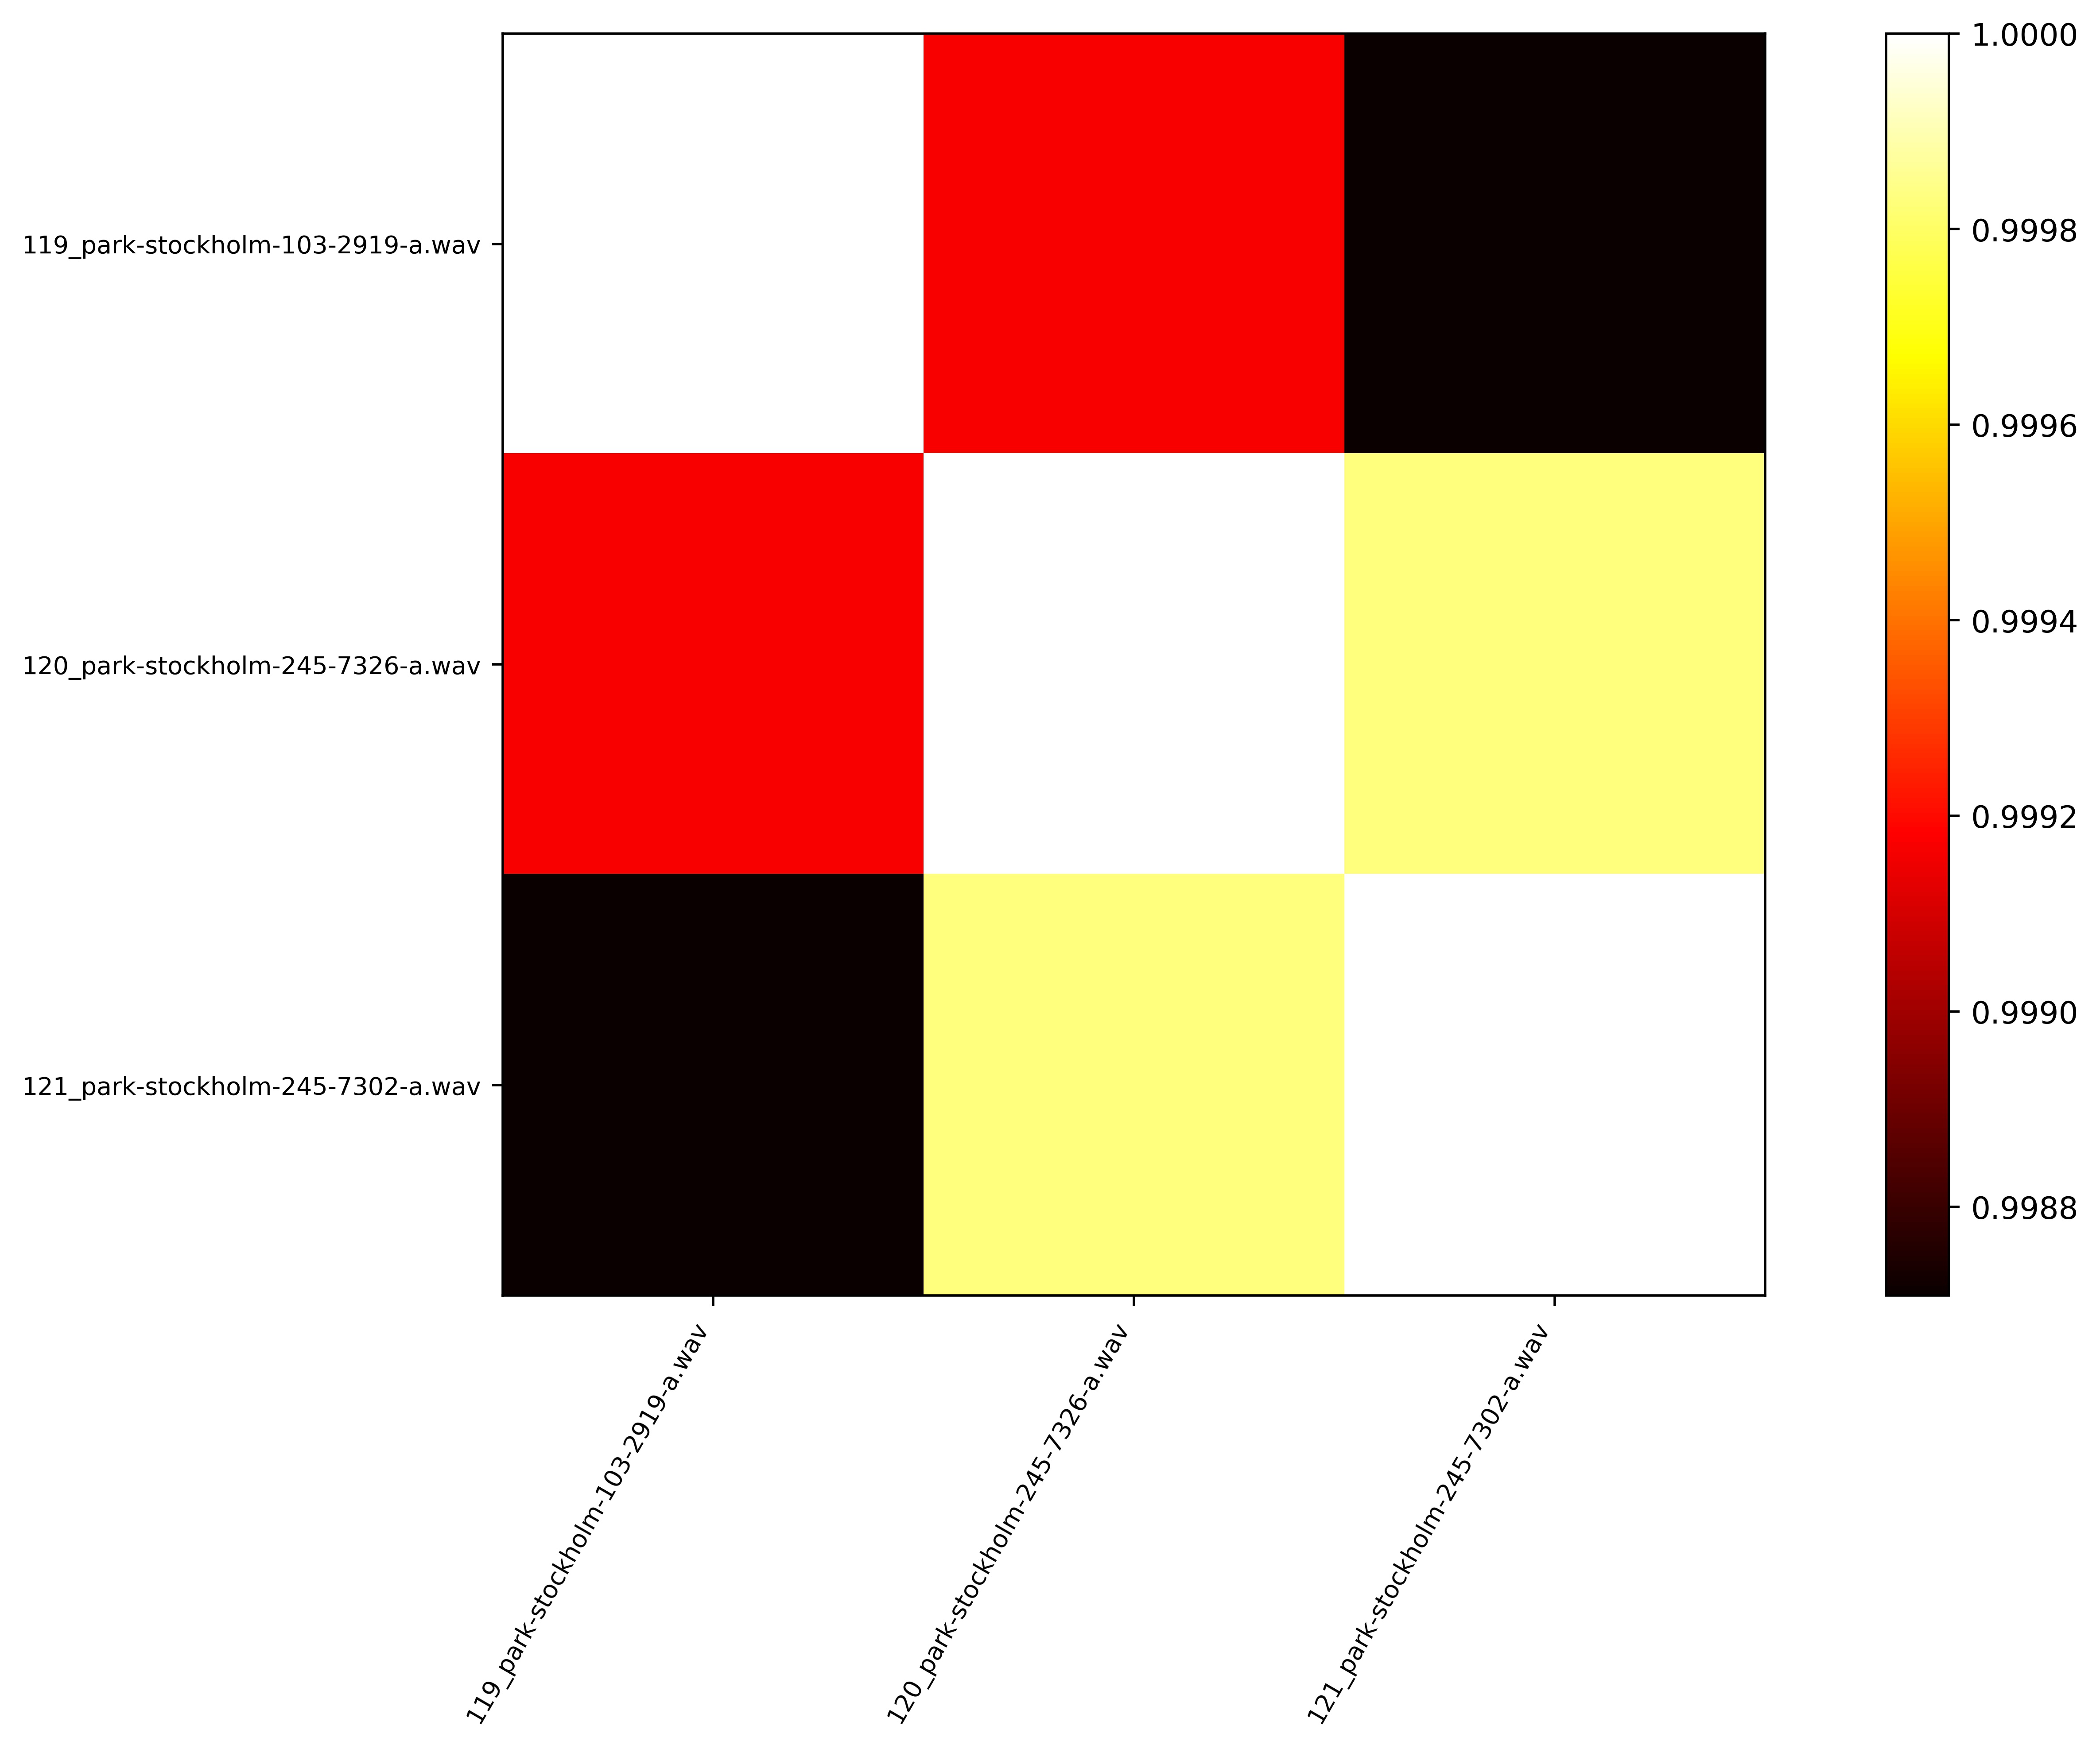 119_park-stockholm-103-2919-a.wav
120_park-stockholm-245-7326-a.wav
121_park-stockholm-245-7302-a.wav
119_park-stockholm-103-2919-a.wav
120_park-stockholm-245-7326-a.wav
121_park-stockholm-245-7302-a.wav
1.0000
0.9998
0.9996
0.9994
0.9992
0.9990
0.9988